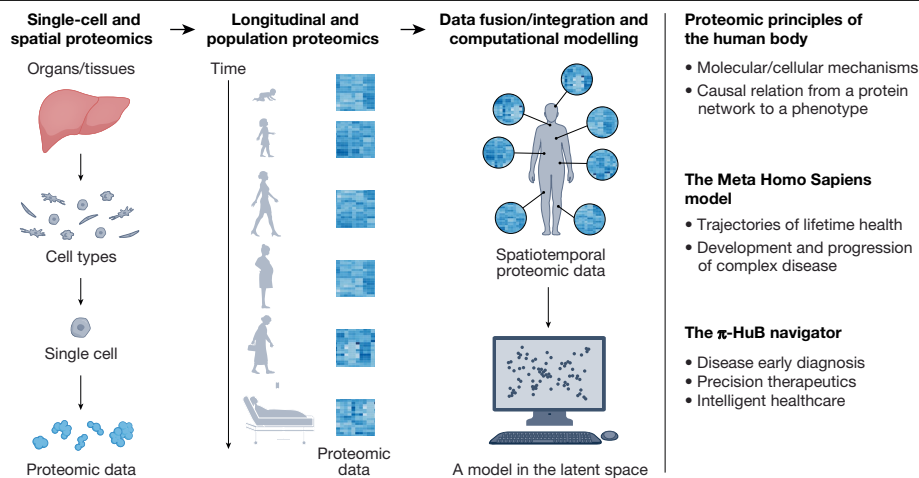 Single-cell and
spatial proteomics
Organs/tissues
Cell types
Single cell
Proteomic data
Longitudinal and
population proteomics
Time
Proteomic
data
Data fusion/integration and
computational modelling
Spatiotemporal
proteomic data
A model in the latent space
Proteomic principles of
the human body
• Molecular/cellular mechanisms
• Causal relation from a protein
network to a phenotype
The Meta Homo Sapiens
model
• Trajectories of lifetime health
• Development and progression
of complex disease
The π-HuB navigator
• Disease early diagnosis
• Precision therapeutics
• Intelligent healthcare